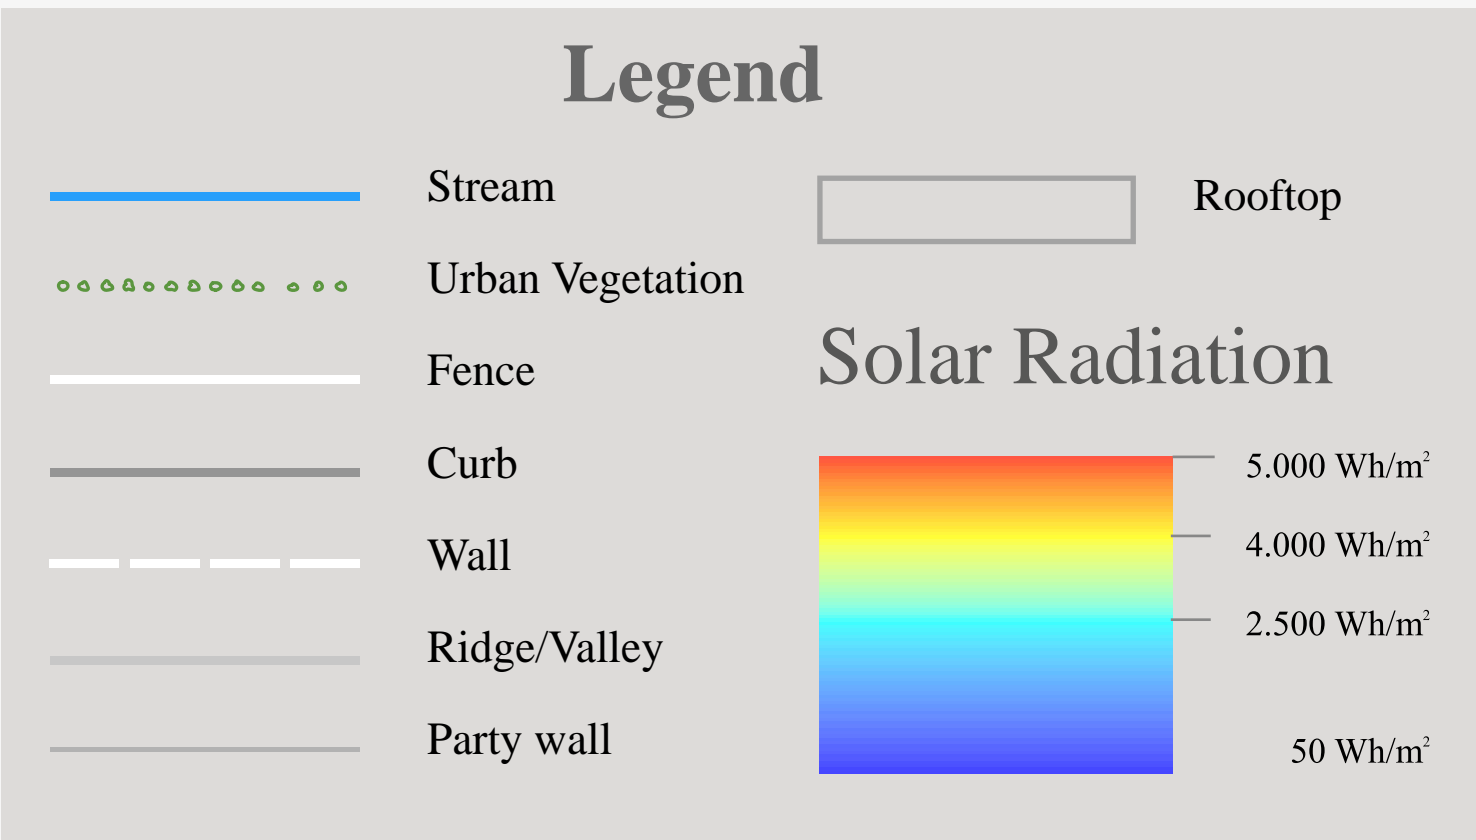 Legend
Stream
Urban Vegetation
Fence
Curb
Wall
Ridge/Valley
Party wall
Rooftop
Solar Radiation
5.000 Wh/m²
4.000 Wh/m²
2.500 Wh/m²
50 Wh/m²